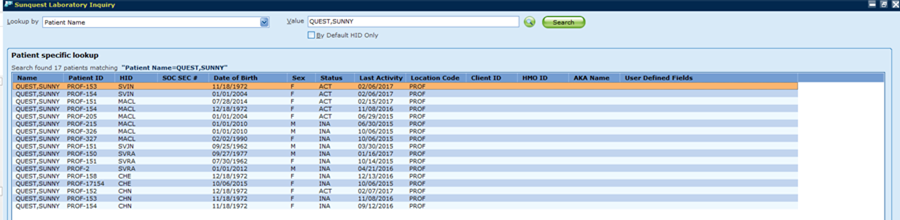 Sunquest Laboratory Inquiry
Lookup by Patient Name Value QUEST,SUNNY Search
By Default HID Only
Patient specific lookup
Search found 17 patients matching "Patient Name=QUEST,SUNNY"
Name Patient ID HID SOC SEC # Date of Birth Sex Status Last Activity Location Code Client ID HMO ID AKA Name User Defined Fields
QUEST,SUNNY PROF-153 SVIN 11/18/1972 F ACT 02/06/2017 PROF
QUEST,SUNNY PROF-154 SVIN 01/01/2004 F ACT 02/06/2017 PROF
QUEST,SUNNY PROF-151 MACL 07/28/2014 F ACT 02/15/2017 PROF
QUEST,SUNNY PROF-154 MACL 12/18/1972 F ACT 11/08/2016 PROF
QUEST,SUNNY PROF-205 MACL 01/01/2004 F ACT 06/29/2015 PROF
QUEST,SUNNY PROF-215 MACL 01/01/2010 M INA 06/30/2015 PROF
QUEST,SUNNY PROF-326 MACL 01/01/2010 M INA 10/06/2015 PROF
QUEST,SUNNY PROF-327 MACL 02/02/1990 F INA 10/06/2015 PROF
QUEST,SUNNY PROF-151 SVJN 09/25/1962 M INA 03/30/2015 PROF
QUEST,SUNNY PROF-150 SVRA 09/27/1977 M INA 01/16/2017 PROF
QUEST,SUNNY PROF-151 SVRA 07/30/1962 F INA 10/14/2015 PROF
QUEST,SUNNY PROF-2 SVRA 01/01/2012 M INA 04/21/2016 PROF
QUEST,SUNNY PROF-158 CHE 12/18/1972 F INA 12/13/2016 PROF
QUEST,SUNNY PROF-17154 CHE 10/06/2015 F INA 10/06/2015 PROF
QUEST,SUNNY PROF-152 CHN 12/18/1972 F ACT 02/07/2017 PROF
QUEST,SUNNY PROF-153 CHN 11/18/1972 F INA 11/08/2016 PROF
QUEST,SUNNY PROF-154 CHN 11/18/1972 F INA 09/12/2016 PROF